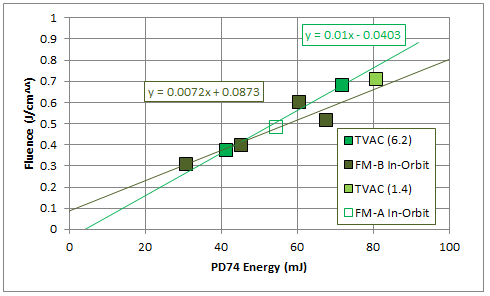 y = 0.01x - 0.0403
y = 0.0072x + 0.0873
Fluence (J/cm^^)
1
0.9
0.8
0.7
0.6
0.5
0.4
0.3
0.2
0.1
0
TVAC (6.2)
FM-B In-Orbit
TVAC (1.4)
FM-A In-Orbit
0 20 40 60 80 100
PD74 Energy (mJ)